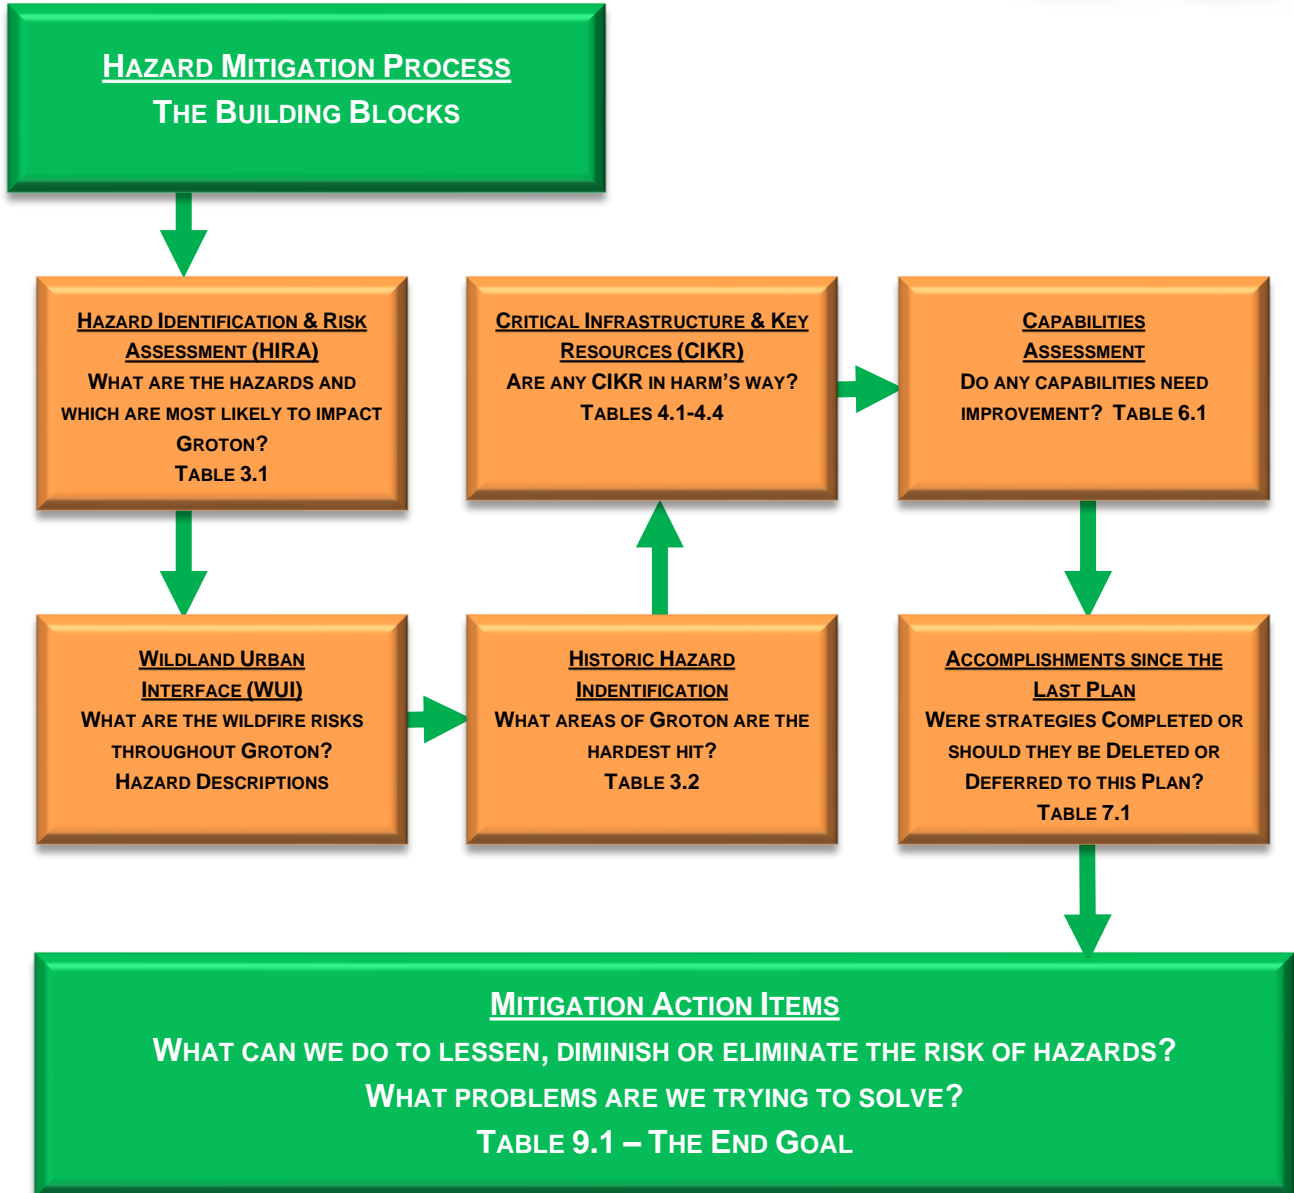 HAZARD MITIGATION PROCESS
THE BUILDING BLOCKS
HAZARD IDENTIFICATION & RISK
ASSESSMENT (HIRA)
WHAT ARE THE HAZARDS AND
WHICH ARE MOST LIKELY TO IMPACT
GROTON?
TABLE 3.1
WILDLAND URBAN
INTERFACE (WUI)
WHAT ARE THE WILDFIRE RISKS
THROUGHOUT GROTON?
HAZARD DESCRIPTIONS
HISTORIC HAZARD
INDENTIFICATION
WHAT AREAS OF GROTON ARE THE
HARDEST HIT?
TABLE 3.2
CRITICAL INFRASTRUCTURE & KEY
RESOURCES (CIKR)
ARE ANY CIKR IN HARM'S WAY?
TABLES 4.1-4.4
CAPABILITIES
ASSESSMENT
DO ANY CAPABILITIES NEED
IMPROVEMENT? TABLE 6.1
ACCOMPLISHMENTS SINCE THE
LAST PLAN
WERE STRATEGIES COMPLETED OR
SHOULD THEY BE DELETED OR
DEFERRED TO THIS PLAN?
TABLE 7.1
MITIGATION ACTION ITEMS
WHAT CAN WE DO TO LESSEN, DIMINISH OR ELIMINATE THE RISK OF HAZARDS?
WHAT PROBLEMS ARE WE TRYING TO SOLVE?
TABLE 9.1 – THE END GOAL